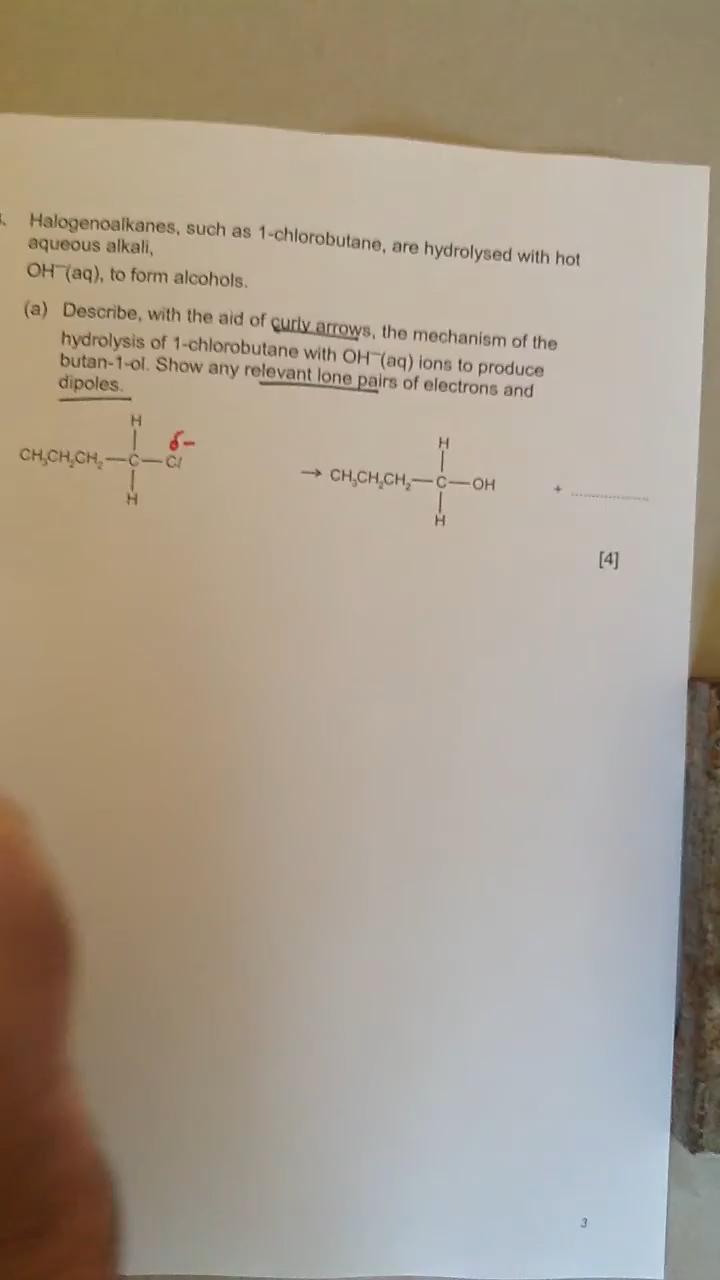 Halogenoalkanes, such as 1-chlorobutane, are hydrolysed with hot
aqueous alkali,
OH⁻(aq), to form alcohols.
(a) Describe, with the aid of curly arrows, the mechanism of the
hydrolysis of 1-chlorobutane with OH⁻(aq) ions to produce
butan-1-ol. Show any relevant lone pairs of electrons and
dipoles.
H
δ−
CH₃CH₂CH₂—C—Cl
H
H
→ CH₃CH₂CH₂—C—OH + ..................
H
[4]
3